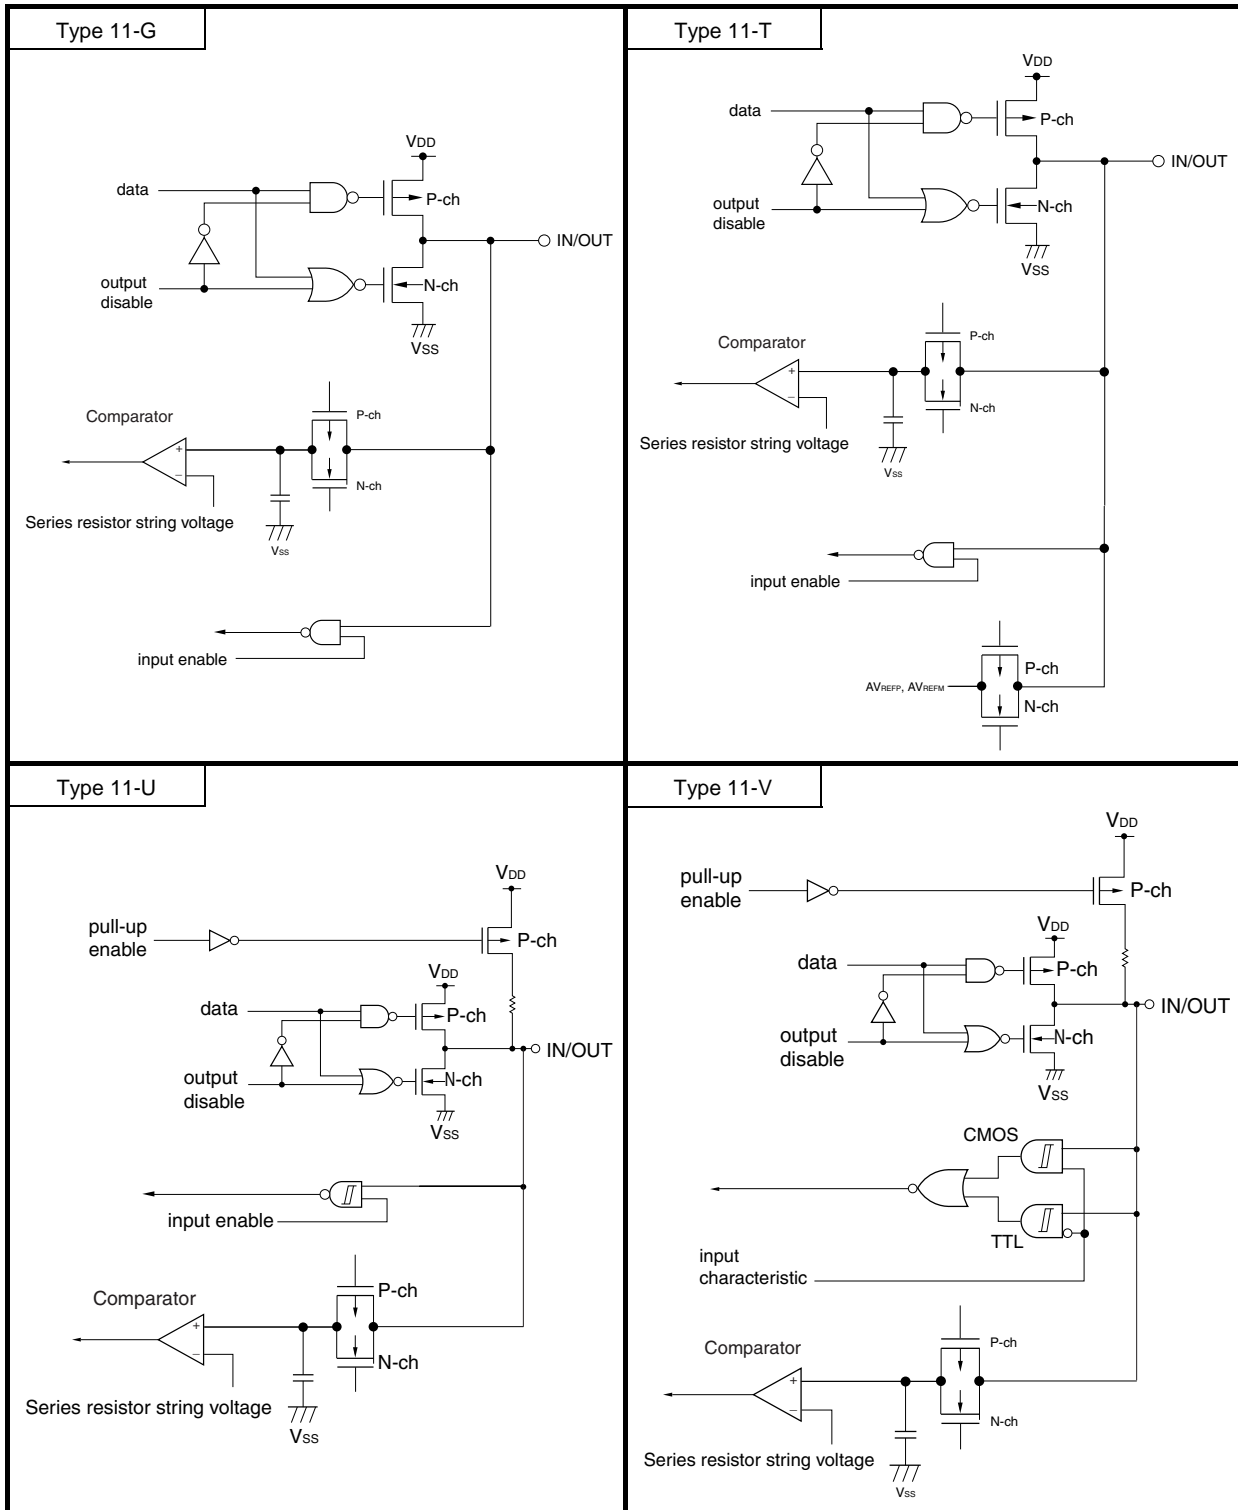 Type 11-G
VDD
data
P-ch
IN/OUT
output
disable
N-ch
VSS
Comparator
P-ch
+
−
N-ch
Series resistor string voltage
VSS
input enable
Type 11-T
VDD
data
P-ch
IN/OUT
output
disable
N-ch
VSS
Comparator
P-ch
+
−
N-ch
Series resistor string voltage
VSS
input enable
P-ch
AVREFP, AVREFM
N-ch
Type 11-U
VDD
pull-up
enable
P-ch
VDD
data
P-ch
IN/OUT
output
disable
N-ch
VSS
input enable
P-ch
Comparator
+
−
N-ch
Series resistor string voltage
VSS
Type 11-V
VDD
pull-up
enable
P-ch
VDD
data
P-ch
IN/OUT
output
disable
N-ch
VSS
CMOS
TTL
input
characteristic
P-ch
Comparator
+
−
N-ch
Series resistor string voltage
VSS